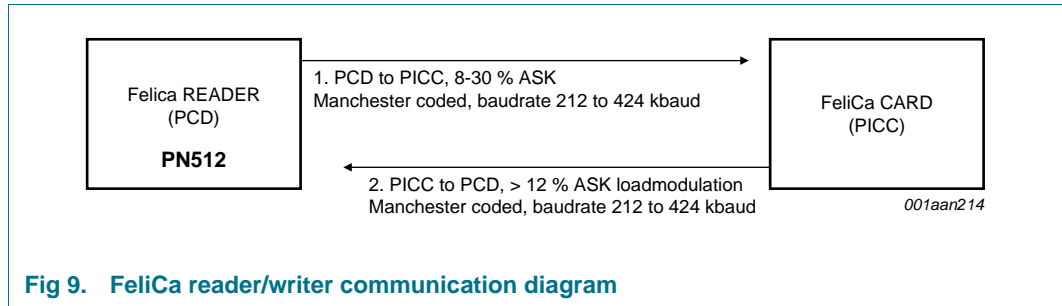 Felica READER
(PCD)
PN512
1. PCD to PICC, 8-30 % ASK
Manchester coded, baudrate 212 to 424 kbaud
2. PICC to PCD, > 12 % ASK loadmodulation
Manchester coded, baudrate 212 to 424 kbaud
FeliCa CARD
(PICC)
001aan214
Fig 9. FeliCa reader/writer communication diagram